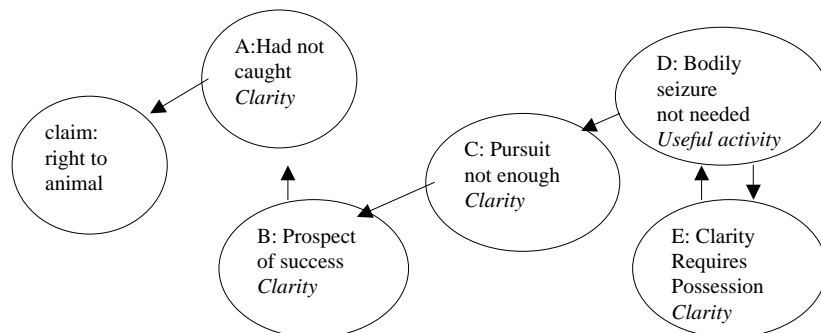 claim:
right to
animal
A:Had not
caught
Clarity
B: Prospect
of success
Clarity
C: Pursuit
not enough
Clarity
D: Bodily
seizure
not needed
Useful activity
E: Clarity
Requires
Possession
Clarity